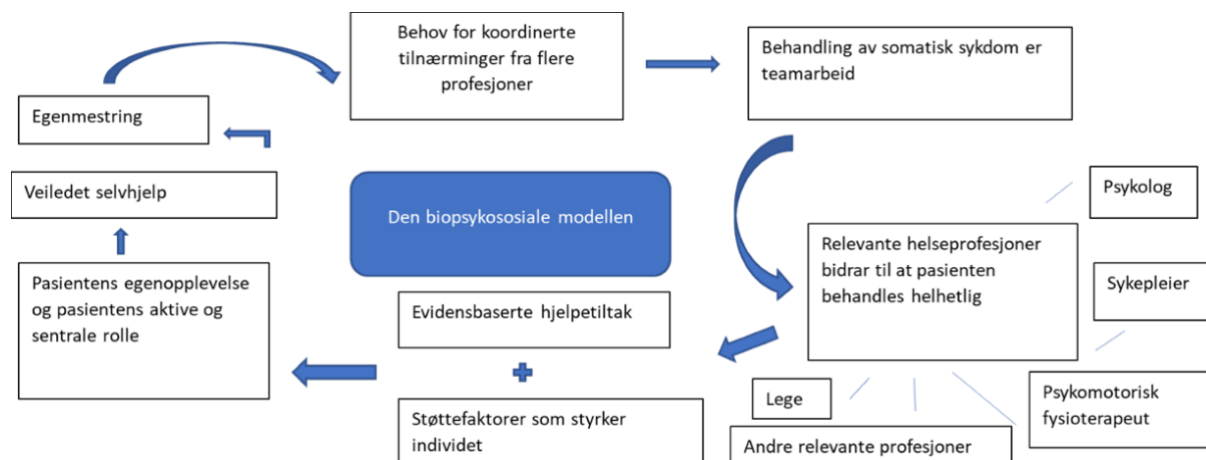 Behov for koordinerte
tilnærminger fra flere
profesjoner
Behandling av somatisk sykdom er
teamarbeid
Egenmestring
Veiledet selvhjelp
Den biopsykososiale modellen
Psykolog
Relevante helseprofesjoner
bidrar til at pasienten
behandles helhetlig
Sykepleier
Pasientens egenopplevelse
og pasientens aktive og
sentrale rolle
Evidensbaserte hjelpetiltak
Støttefaktorer som styrker
individet
Lege
Psykomotorisk
fysioterapeut
Andre relevante profesjoner